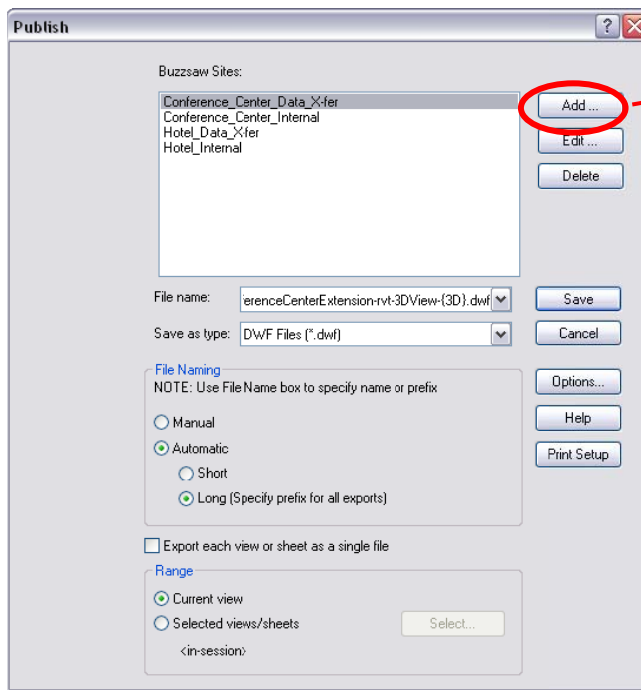 Publish
Buzzsaw Sites:
Conference_Center_Data_X-fer
Conference_Center_Internal
Hotel_Data_X-fer
Hotel_Internal
Add ...
Edit ...
Delete
File name:
erenceCenterExtension-rvt-3DView-{3D}.dwf
Save
Save as type:
DWF Files (*.dwf)
Cancel
File Naming
NOTE: Use File Name box to specify name or prefix
Options...
Manual
Help
Automatic
Print Setup
Short
Long (Specify prefix for all exports)
Export each view or sheet as a single file
Range
Current view
Selected views/sheets
Select...
<in-session>